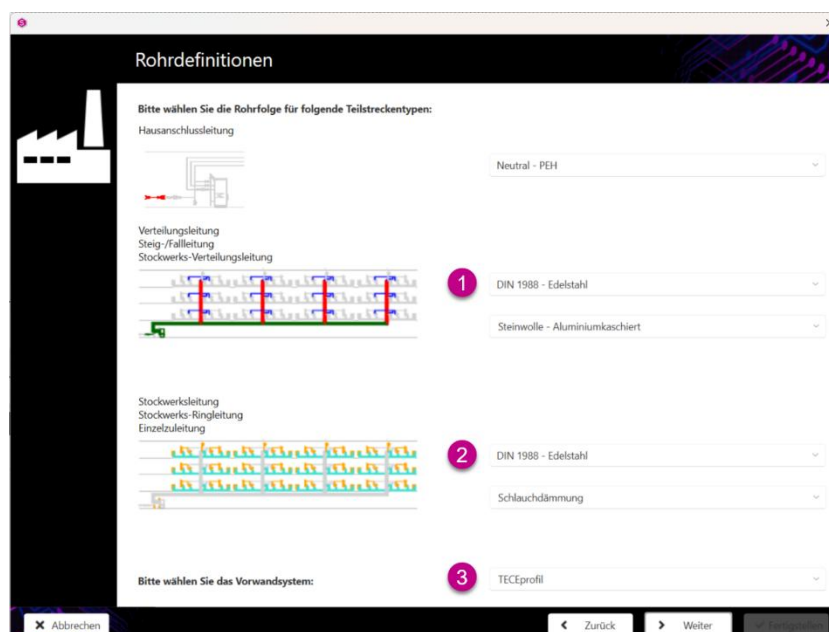 Rohrdefinitionen
Bitte wählen Sie die Rohrfolge für folgende Teilstreckentypen:
Hausanschlussleitung
Neutral - PEH
Verteilungsleitung
Steig-/Fallleitung
Stockwerks-Verteilungsleitung
1
DIN 1988 - Edelstahl
Steinwolle - Aluminiumkaschiert
Stockwerksleitung
Stockwerks-Ringleitung
Einzelzuleitung
2
DIN 1988 - Edelstahl
Schlauchdämmung
Bitte wählen Sie das Vorwandsystem:
3
TECEprofil
Abbrechen
Zurück
Weiter
Fertigstellen